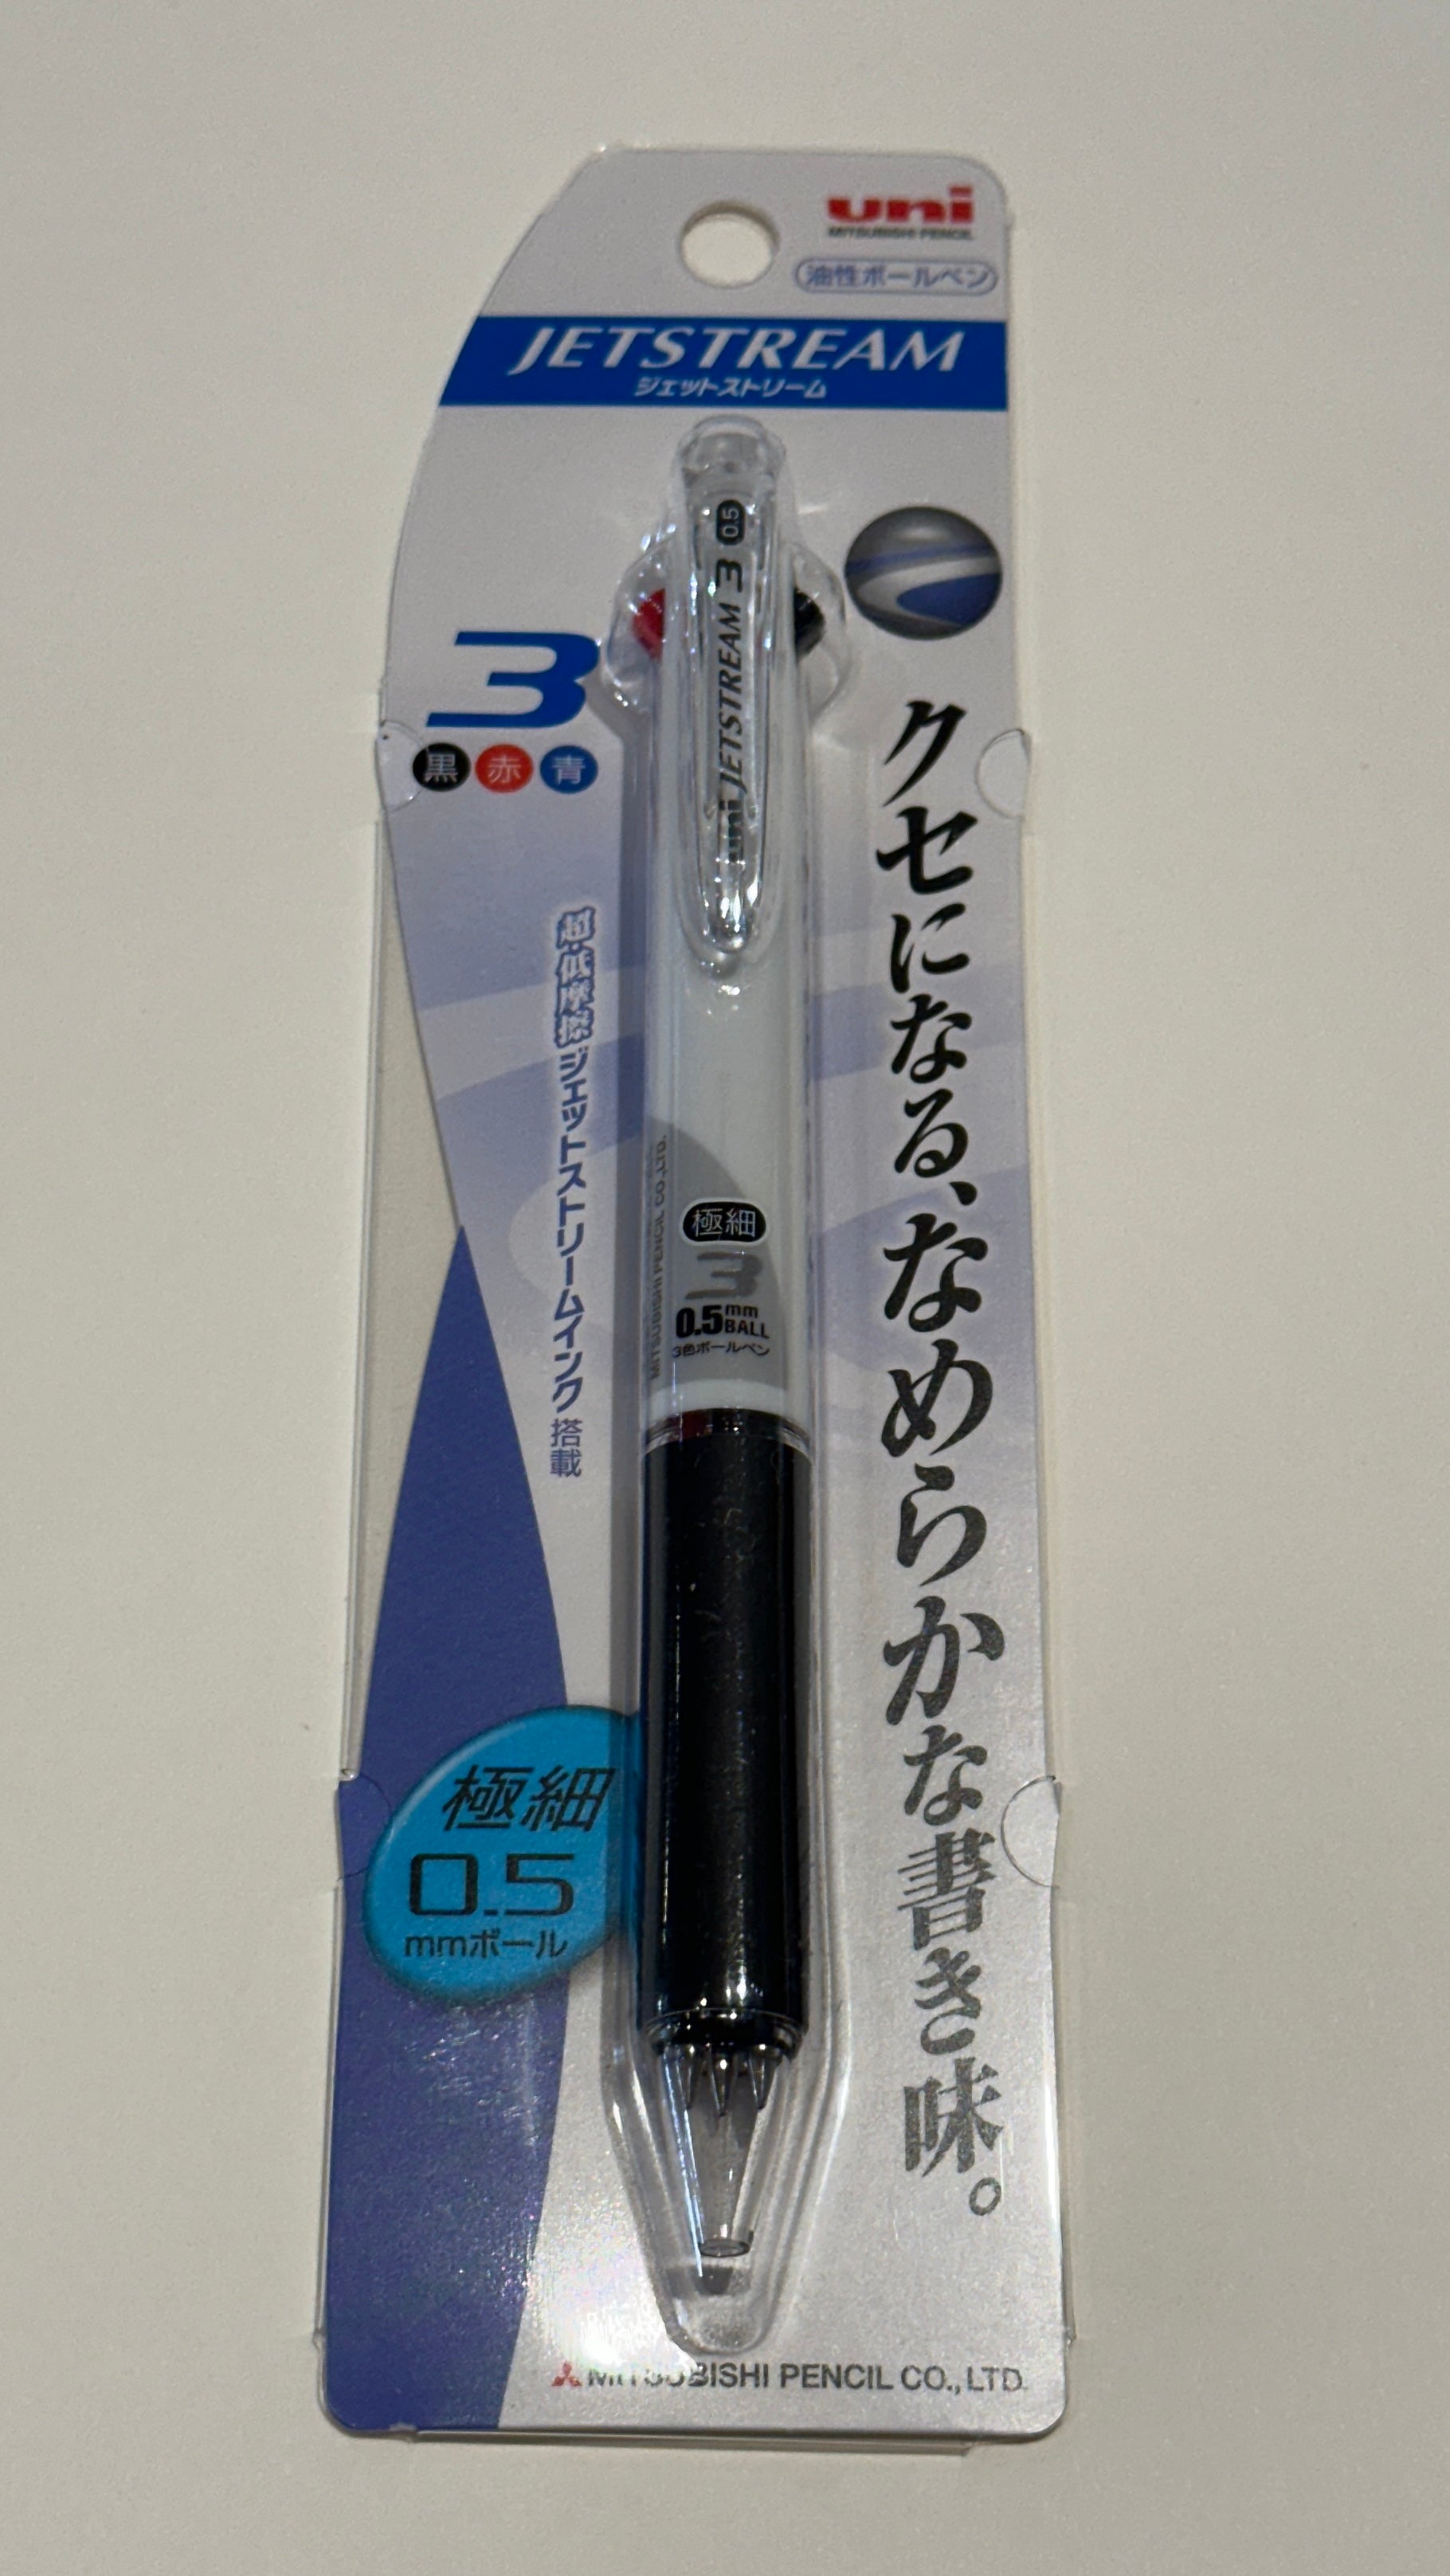 uni
MITSUBISHI PENCIL
油性ボールペン
JETSTREAM
ジェットストリーム
3
黒 赤 青
クセになる、なめらかな書き味。
超・低摩擦ジェットストリームインク搭載
uni JETSTREAM 3 0.5
MITSUBISHI PENCIL CO.,LTD.
極細
3
0.5mm BALL
3色ボールペン
極細
0.5
mmボール
MITSUBISHI PENCIL CO.,LTD.